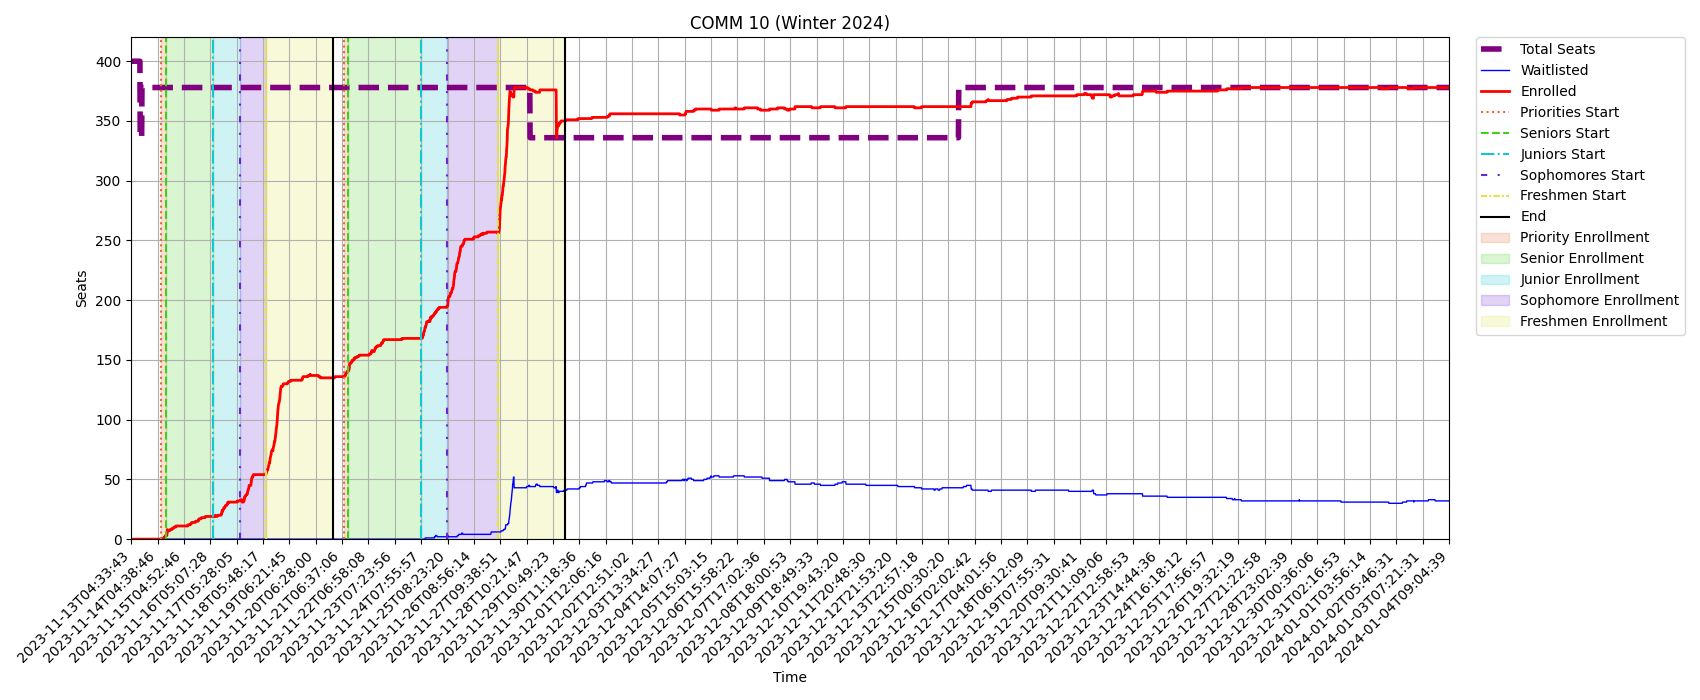 COMM 10 (Winter 2024)
Seats
400
350
300
250
200
150
100
50
0
2023-11-13T04:33:43
2023-11-14T04:38:46
2023-11-15T04:52:46
2023-11-16T05:07:28
2023-11-17T05:28:05
2023-11-18T05:48:17
2023-11-19T06:21:45
2023-11-20T06:28:00
2023-11-21T06:37:06
2023-11-22T06:58:08
2023-11-23T07:23:56
2023-11-24T07:55:57
2023-11-25T08:23:20
2023-11-26T08:56:14
2023-11-27T09:38:51
2023-11-28T10:21:47
2023-11-29T10:49:23
2023-11-30T11:18:36
2023-12-01T12:06:16
2023-12-02T12:51:02
2023-12-03T13:34:27
2023-12-04T14:07:27
2023-12-05T15:03:15
2023-12-06T15:58:22
2023-12-07T17:02:36
2023-12-08T18:00:53
2023-12-09T18:49:33
2023-12-10T19:43:20
2023-12-11T20:48:30
2023-12-12T21:53:20
2023-12-13T22:57:18
2023-12-15T00:30:20
2023-12-16T02:02:42
2023-12-17T04:01:56
2023-12-18T06:12:09
2023-12-19T07:55:31
2023-12-20T09:30:41
2023-12-21T11:09:06
2023-12-22T12:58:53
2023-12-23T14:44:36
2023-12-24T16:18:12
2023-12-25T17:56:57
2023-12-26T19:32:19
2023-12-27T21:22:58
2023-12-28T23:02:39
2023-12-30T00:36:06
2023-12-31T02:16:53
2024-01-01T03:56:14
2024-01-02T05:46:31
2024-01-03T07:21:31
2024-01-04T09:04:39
Time
Total Seats
Waitlisted
Enrolled
Priorities Start
Seniors Start
Juniors Start
Sophomores Start
Freshmen Start
End
Priority Enrollment
Senior Enrollment
Junior Enrollment
Sophomore Enrollment
Freshmen Enrollment